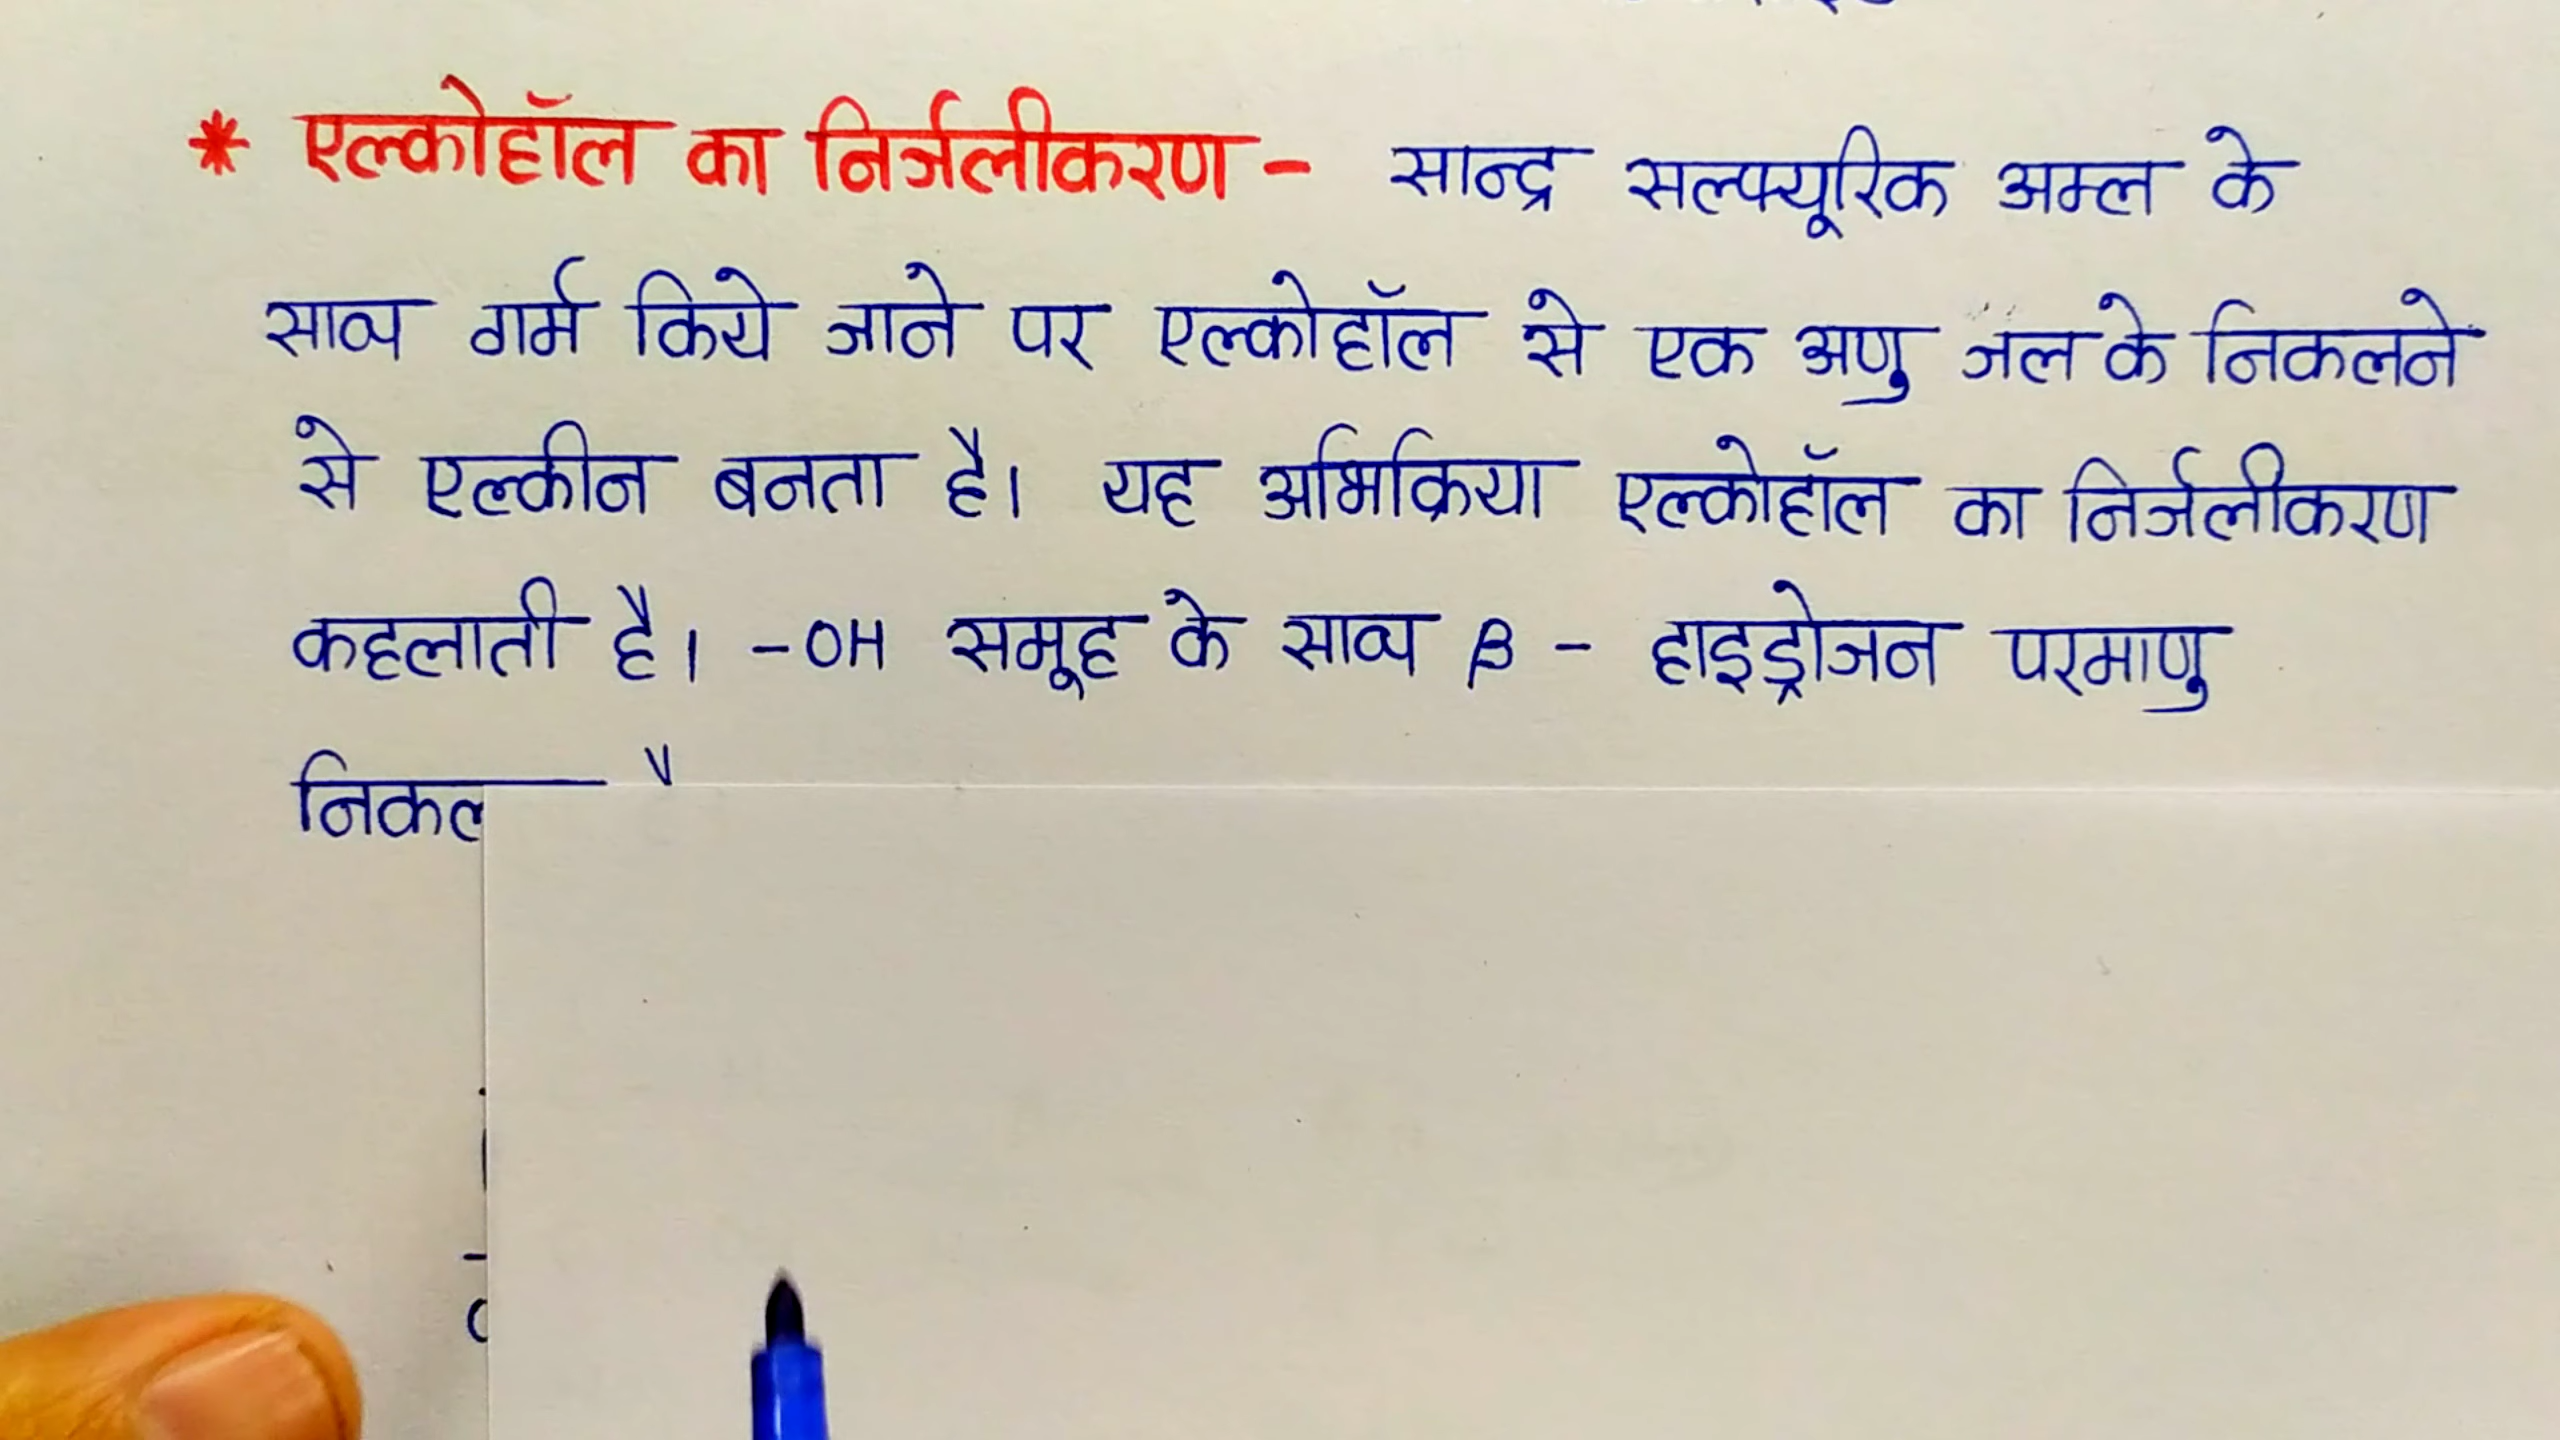 * एल्कोहॉल का निर्जलीकरण - सान्द्र सल्फ्यूरिक अम्ल के
साथ गर्म किये जाने पर एल्कोहॉल से एक अणु जल के निकलने
से एल्कीन बनता है। यह अभिक्रिया एल्कोहॉल का निर्जलीकरण
कहलाती है। -OH समूह के साथ β - हाइड्रोजन परमाणु